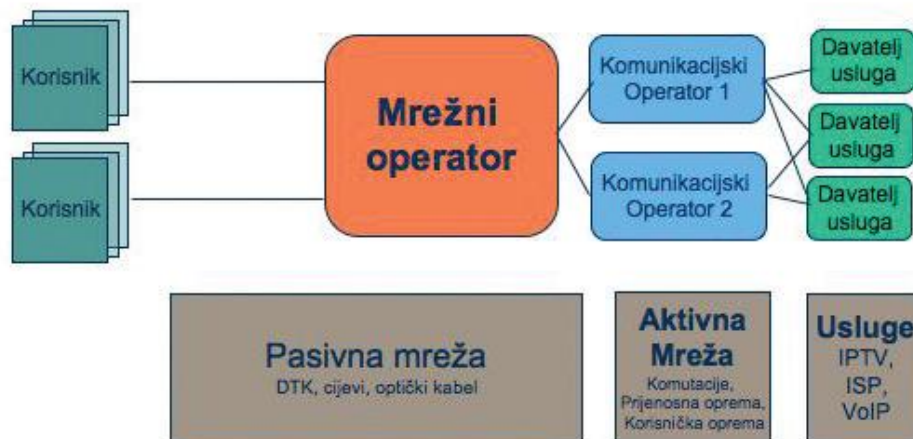 Korisnik
Korisnik
Mrežni
operator
Komunikacijski
Operator 1
Komunikacijski
Operator 2
Davatelj
usluga
Davatelj
usluga
Davatelj
usluga
Pasivna mreža
DTK, cijevi, optički kabel
Aktivna
Mreža
Komutacije,
Prijenosna oprema,
Korisnička oprema
Usluge
IPTV,
ISP,
VoIP